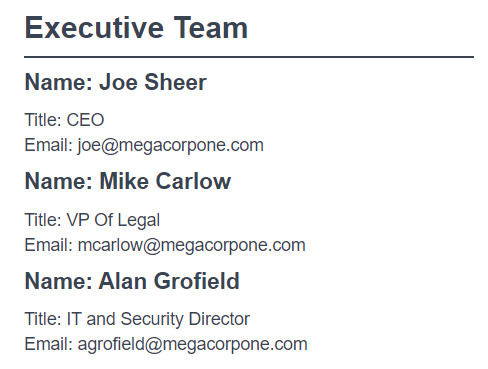 Executive Team
Name: Joe Sheer
Title: CEO
Email: joe@megacorpone.com
Name: Mike Carlow
Title: VP Of Legal
Email: mcarlow@megacorpone.com
Name: Alan Grofield
Title: IT and Security Director
Email: agrofield@megacorpone.com